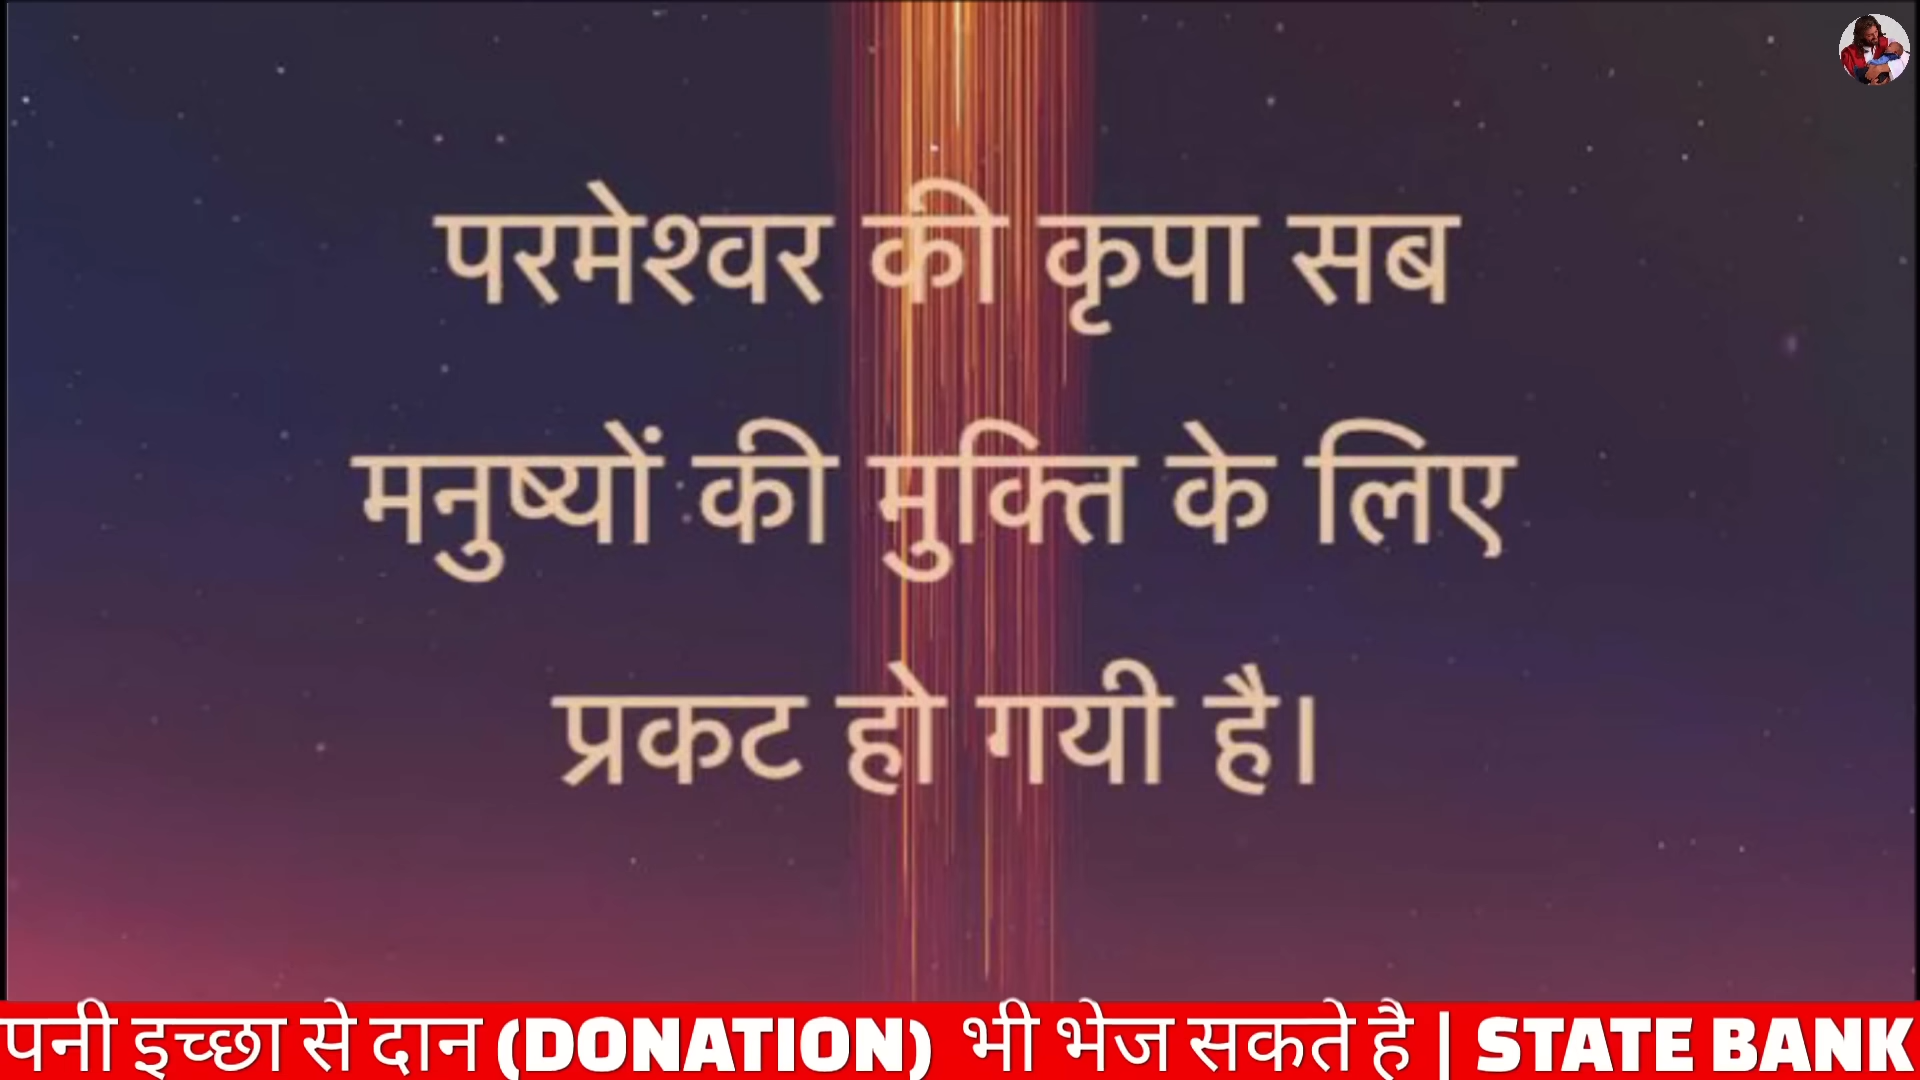 परमेश्वर की कृपा सब
मनुष्यों की मुक्ति के लिए
प्रकट हो गयी है।
पनी इच्छा से दान (DONATION) भी भेज सकते है | STATE BANK